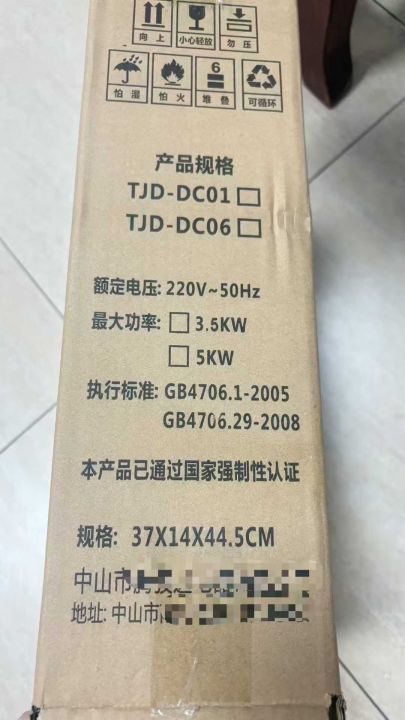 向上 小心轻放 勿压
6
怕湿 怕火 堆叠 可循环
产品规格
TJD-DC01□
TJD-DC06□
额定电压: 220V~50Hz
最大功率: □ 3.5KW
□ 5KW
执行标准: GB4706.1-2005
GB4706.29-2008
本产品已通过国家强制性认证
规格: 37X14X44.5CM
中山市
地址: 中山市